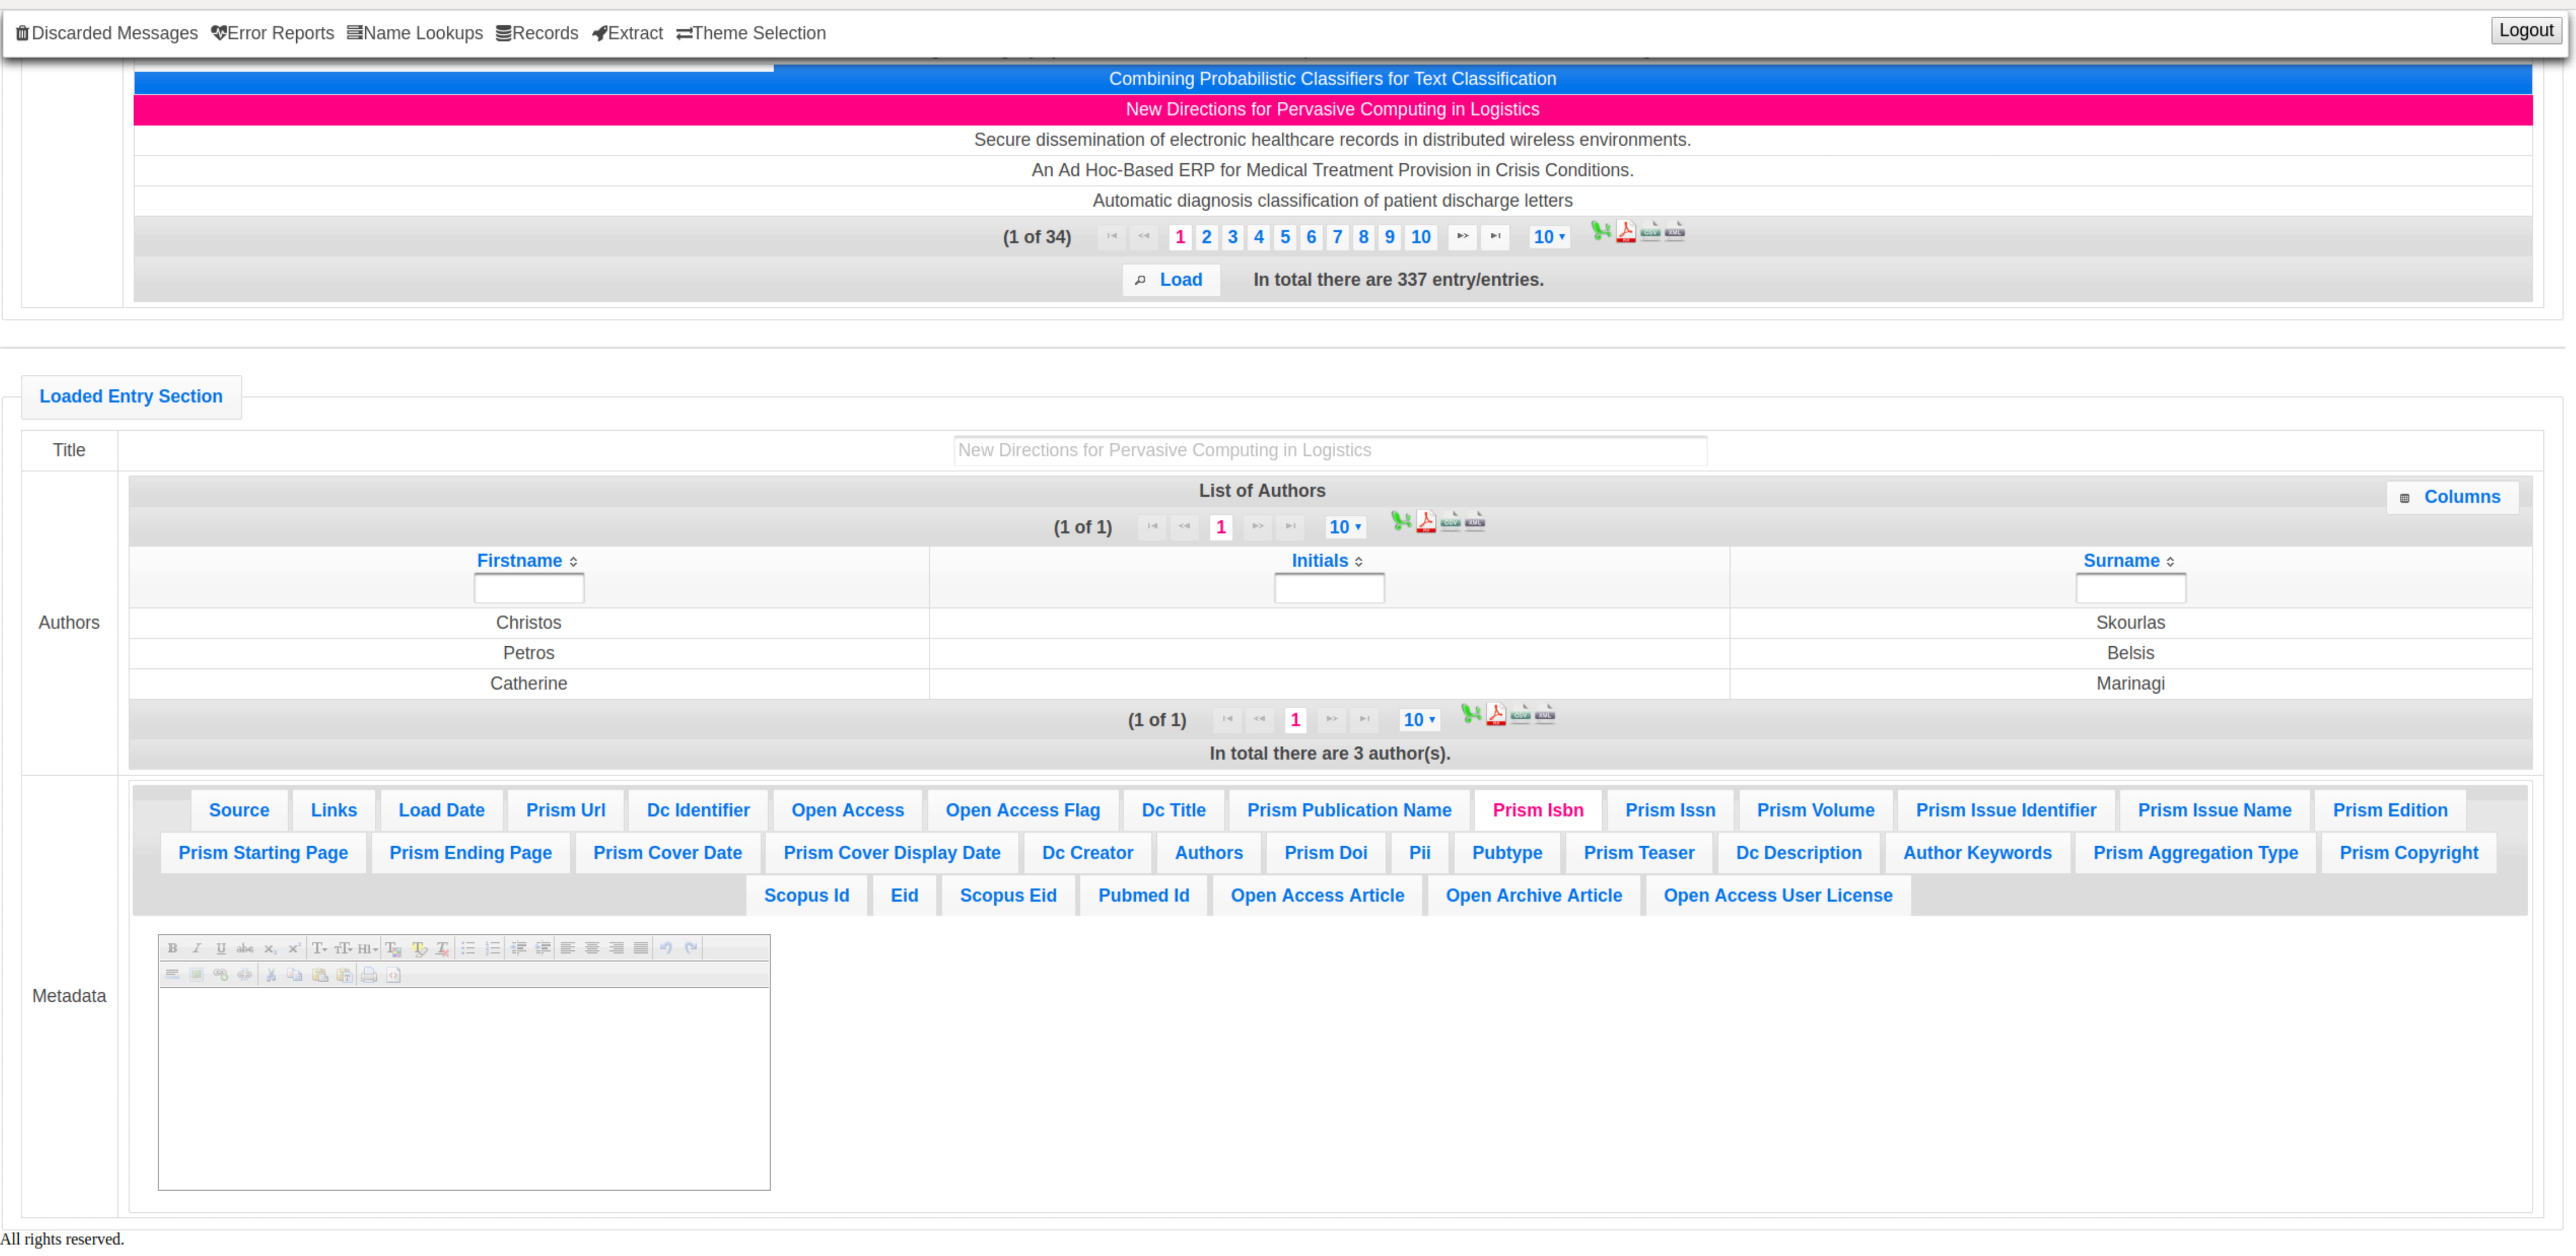 Discarded Messages Error Reports Name Lookups Records Extract Theme Selection Logout
Combining Probabilistic Classifiers for Text Classification
New Directions for Pervasive Computing in Logistics
Secure dissemination of electronic healthcare records in distributed wireless environments.
An Ad Hoc-Based ERP for Medical Treatment Provision in Crisis Conditions.
Automatic diagnosis classification of patient discharge letters
(1 of 34) 1 2 3 4 5 6 7 8 9 10 10
Load In total there are 337 entry/entries.
Loaded Entry Section
Title New Directions for Pervasive Computing in Logistics
List of Authors Columns
(1 of 1) 1 10
Firstname Initials Surname
Authors Christos Skourlas
Petros Belsis
Catherine Marinagi
(1 of 1) 1 10
In total there are 3 author(s).
Source Links Load Date Prism Url Dc Identifier Open Access Open Access Flag Dc Title Prism Publication Name Prism Isbn Prism Issn Prism Volume Prism Issue Identifier Prism Issue Name Prism Edition
Prism Starting Page Prism Ending Page Prism Cover Date Prism Cover Display Date Dc Creator Authors Prism Doi Pii Pubtype Prism Teaser Dc Description Author Keywords Prism Aggregation Type Prism Copyright
Scopus Id Eid Scopus Eid Pubmed Id Open Access Article Open Archive Article Open Access User License
Metadata
All rights reserved.